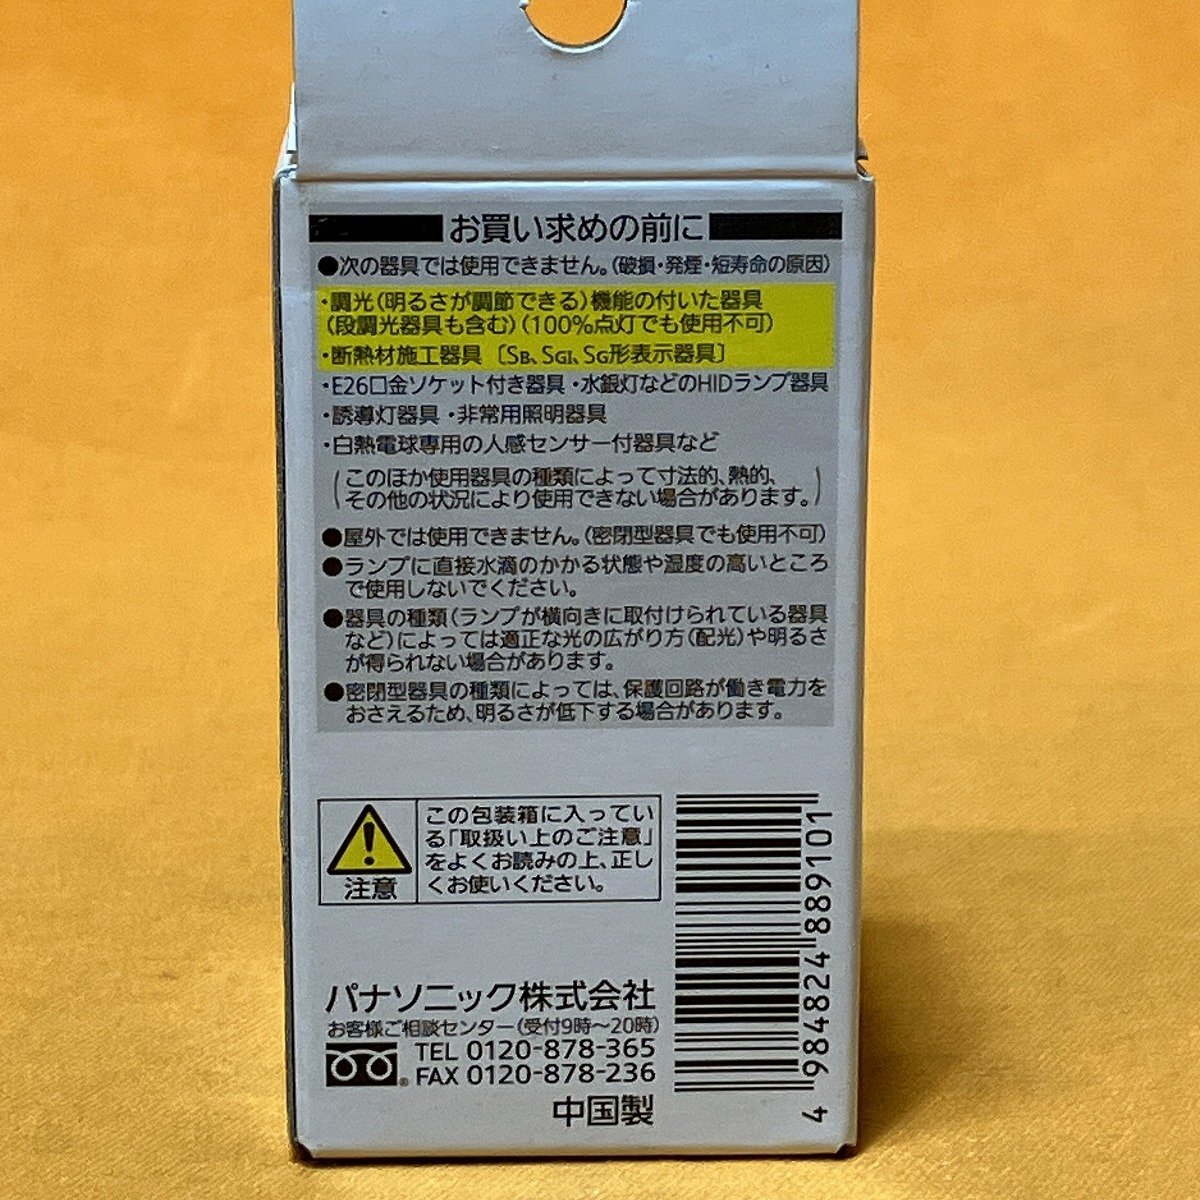 お買い求めの前に
●次の器具では使用できません。(破損・発煙・短寿命の原因)
・調光(明るさが調節できる)機能の付いた器具
(段調光器具も含む)(100%点灯でも使用不可)
・断熱材施工器具〔SB、SGI、SG形表示器具〕
・E26口金ソケット付き器具・水銀灯などのHIDランプ器具
・誘導灯器具・非常用照明器具
・白熱電球専用の人感センサー付器具など
(このほか使用器具の種類によって寸法的、熱的、
その他の状況により使用できない場合があります。)
●屋外では使用できません。(密閉型器具でも使用不可)
●ランプに直接水滴のかかる状態や湿度の高いところ
で使用しないでください。
●器具の種類(ランプが横向きに取付けられている器具
など)によっては適正な光の広がり方(配光)や明るさ
が得られない場合があります。
●密閉型器具の種類によっては、保護回路が働き電力を
おさえるため、明るさが低下する場合があります。
注意
この包装箱に入ってい
る「取扱い上のご注意」
をよくお読みの上、正し
くお使いください。
パナソニック株式会社
お客様ご相談センター(受付9時～20時)
TEL 0120-878-365
FAX 0120-878-236
中国製
4 984824 889101